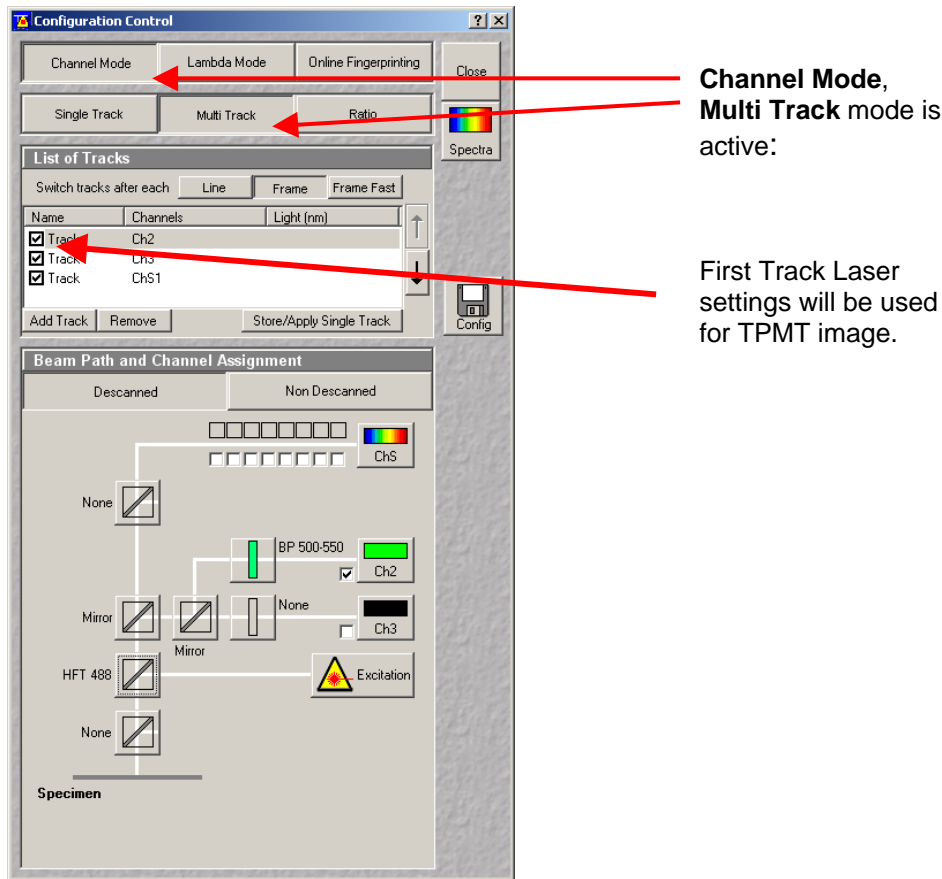 Configuration Control
Channel Mode
Lambda Mode
Online Fingerprinting
Close
Single Track
Multi Track
Ratio
Spectra
List of Tracks
Switch tracks after each
Line
Frame
Frame Fast
Name
Channels
Light (nm)
Track
Ch2
Track
Ch3
Track
ChS1
Add Track
Remove
Store/Apply Single Track
Config
Beam Path and Channel Assignment
Descanned
Non Descanned
ChS
None
BP 500-550
Ch2
Mirror
Mirror
None
Ch3
HFT 488
Excitation
None
Specimen
Channel Mode,
Multi Track mode is
active:
First Track Laser
settings will be used
for TPMT image.